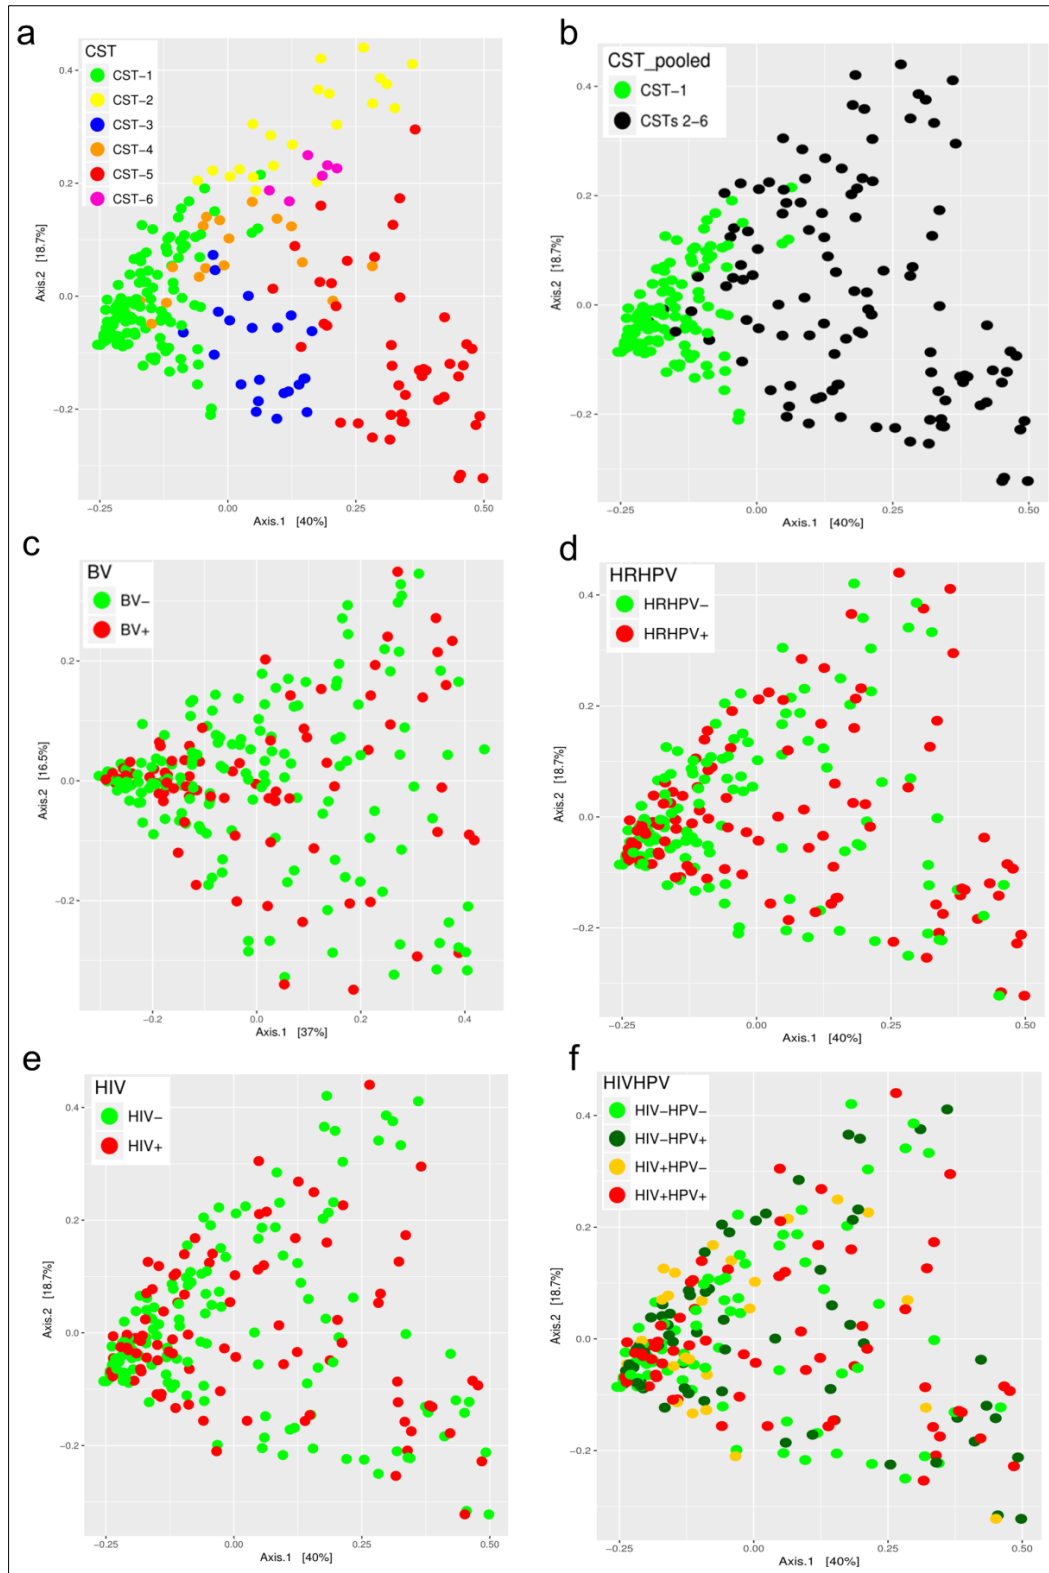 a
CST
CST-1
CST-2
CST-3
CST-4
CST-5
CST-6
0.4
0.2
0.0
-0.2
Axis.2 [18.7%]
-0.25
0.00
0.25
0.50
Axis.1 [40%]
b
CST_pooled
CST-1
CSTs 2-6
0.4
0.2
0.0
-0.2
Axis.2 [18.7%]
-0.25
0.00
0.25
0.50
Axis.1 [40%]
c
BV
BV-
BV+
0.2
0.0
-0.2
Axis.2 [16.5%]
-0.2
0.0
0.2
0.4
Axis.1 [37%]
d
HRHPV
HRHPV-
HRHPV+
0.4
0.2
0.0
-0.2
Axis.2 [18.7%]
-0.25
0.00
0.25
0.50
Axis.1 [40%]
e
HIV
HIV-
HIV+
0.4
0.2
0.0
-0.2
Axis.2 [18.7%]
-0.25
0.00
0.25
0.50
Axis.1 [40%]
f
HIVHPV
HIV-HPV-
HIV-HPV+
HIV+HPV-
HIV+HPV+
0.4
0.2
0.0
-0.2
Axis.2 [18.7%]
-0.25
0.00
0.25
0.50
Axis.1 [40%]